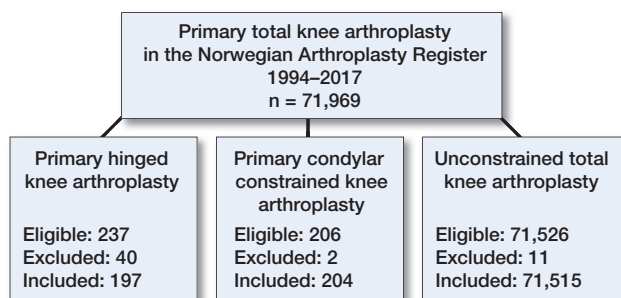 Primary total knee arthroplasty
in the Norwegian Arthroplasty Register
1994–2017
n = 71,969
Primary hinged
knee arthroplasty
Eligible: 237
Excluded: 40
Included: 197
Primary condylar
constrained knee
arthroplasty
Eligible: 206
Excluded: 2
Included: 204
Unconstrained total
knee arthroplasty
Eligible: 71,526
Excluded: 11
Included: 71,515